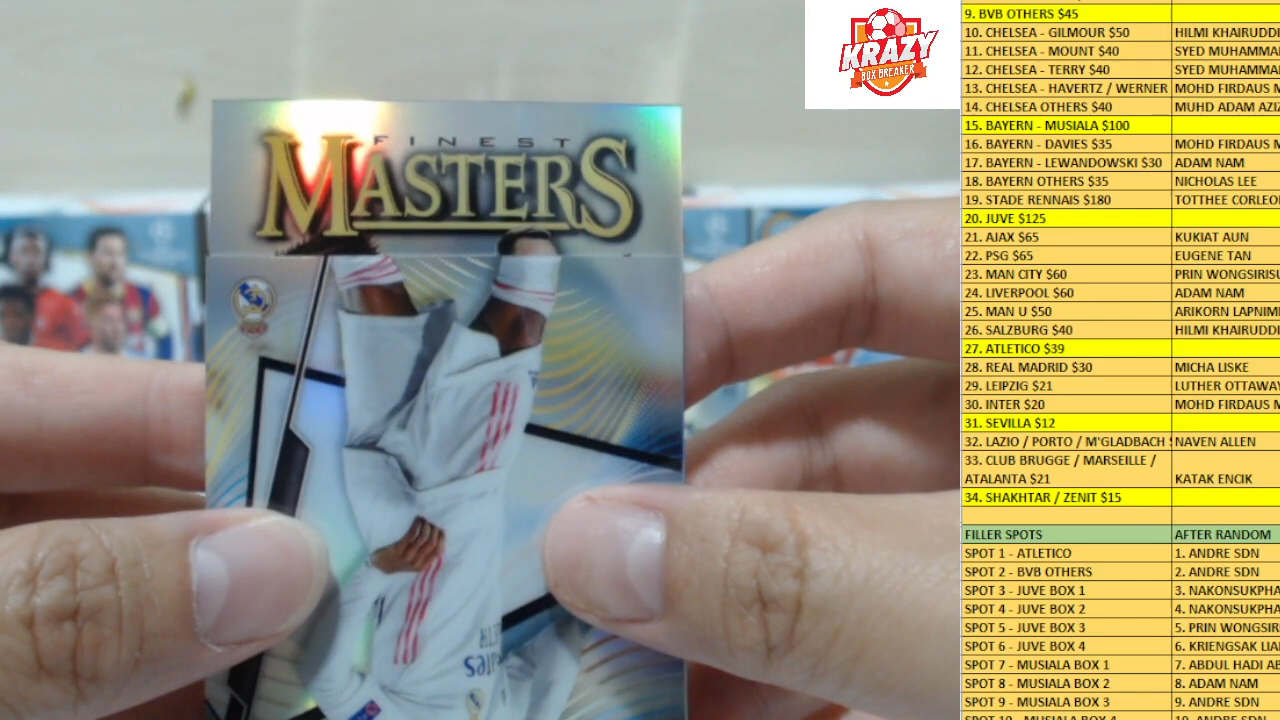 FINEST
MASTERS
KRAZY
BOX BREAKER
9. BVB OTHERS $45
10. CHELSEA - GILMOUR $50 HILMI KHAIRUDDI
11. CHELSEA - MOUNT $40 SYED MUHAMMA
12. CHELSEA - TERRY $40 SYED MUHAMMA
13. CHELSEA - HAVERTZ / WERNER MOHD FIRDAUS M
14. CHELSEA OTHERS $40 MUHD ADAM AZIZ
15. BAYERN - MUSIALA $100
16. BAYERN - DAVIES $35 MOHD FIRDAUS M
17. BAYERN - LEWANDOWSKI $30 ADAM NAM
18. BAYERN OTHERS $35 NICHOLAS LEE
19. STADE RENNAIS $180 TOTTHEE CORLEO
20. JUVE $125
21. AJAX $65 KUKIAT AUN
22. PSG $65 EUGENE TAN
23. MAN CITY $60 PRIN WONGSIRISU
24. LIVERPOOL $60 ADAM NAM
25. MAN U $50 ARIKORN LAPNIMI
26. SALZBURG $40 HILMI KHAIRUDDI
27. ATLETICO $39
28. REAL MADRID $30 MICHA LISKE
29. LEIPZIG $21 LUTHER OTTAWAY
30. INTER $20 MOHD FIRDAUS M
31. SEVILLA $12
32. LAZIO / PORTO / M'GLADBACH $ NAVEN ALLEN
33. CLUB BRUGGE / MARSEILLE /
ATALANTA $21 KATAK ENCIK
34. SHAKHTAR / ZENIT $15
FILLER SPOTS AFTER RANDOM
SPOT 1 - ATLETICO 1. ANDRE SDN
SPOT 2 - BVB OTHERS 2. ANDRE SDN
SPOT 3 - JUVE BOX 1 3. NAKONSUKPHA
SPOT 4 - JUVE BOX 2 4. NAKONSUKPHA
SPOT 5 - JUVE BOX 3 5. PRIN WONGSIRI
SPOT 6 - JUVE BOX 4 6. KRIENGSAK LIA
SPOT 7 - MUSIALA BOX 1 7. ABDUL HADI AB
SPOT 8 - MUSIALA BOX 2 8. ADAM NAM
SPOT 9 - MUSIALA BOX 3 9. ANDRE SDN
SPOT 10 - MUSIALA BOX 4 10. ANDRE SDN